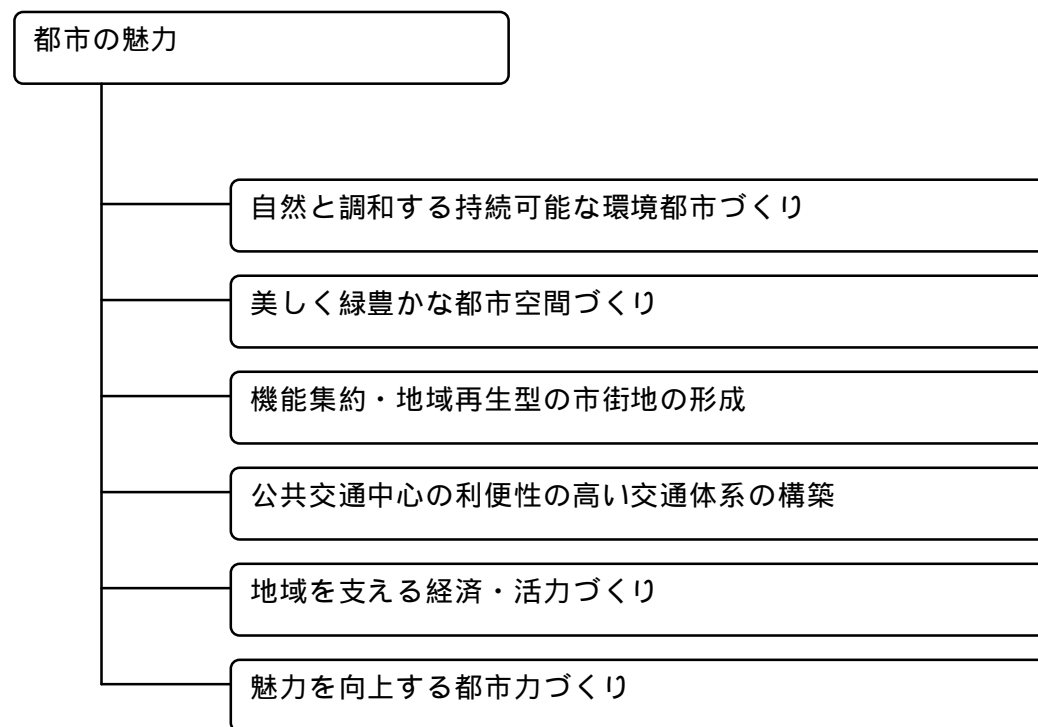 都市の魅力
自然と調和する持続可能な環境都市づくり
美しく緑豊かな都市空間づくり
機能集約・地域再生型の市街地の形成
公共交通中心の利便性の高い交通体系の構築
地域を支える経済・活力づくり
魅力を向上する都市力づくり